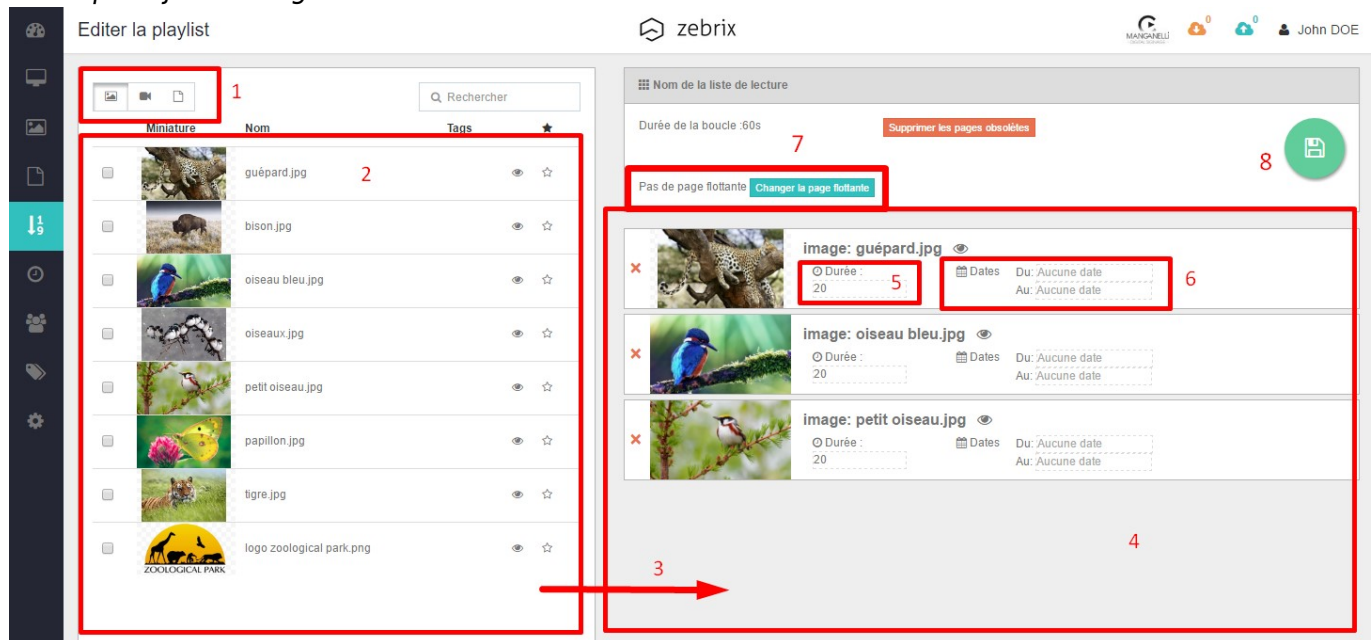 Editer la playlist
zebrix
MANGANELLI
0
0
John DOE
1
Rechercher
Miniature Nom Tags
guépard.jpg
2
bison.jpg
oiseau bleu.jpg
oiseaux.jpg
petit oiseau.jpg
papillon.jpg
tigre.jpg
logo zoological park.png
ZOOLOGICAL PARK
3
Nom de la liste de lecture
Durée de la boucle :60s
Supprimer les pages obsolètes
7
8
Pas de page flottante Changer la page flottante
image: guépard.jpg
Durée :
20
5
Dates Du: Aucune date
Au: Aucune date
6
image: oiseau bleu.jpg
Durée :
20
Dates Du: Aucune date
Au: Aucune date
image: petit oiseau.jpg
Durée :
20
Dates Du: Aucune date
Au: Aucune date
4
1
9